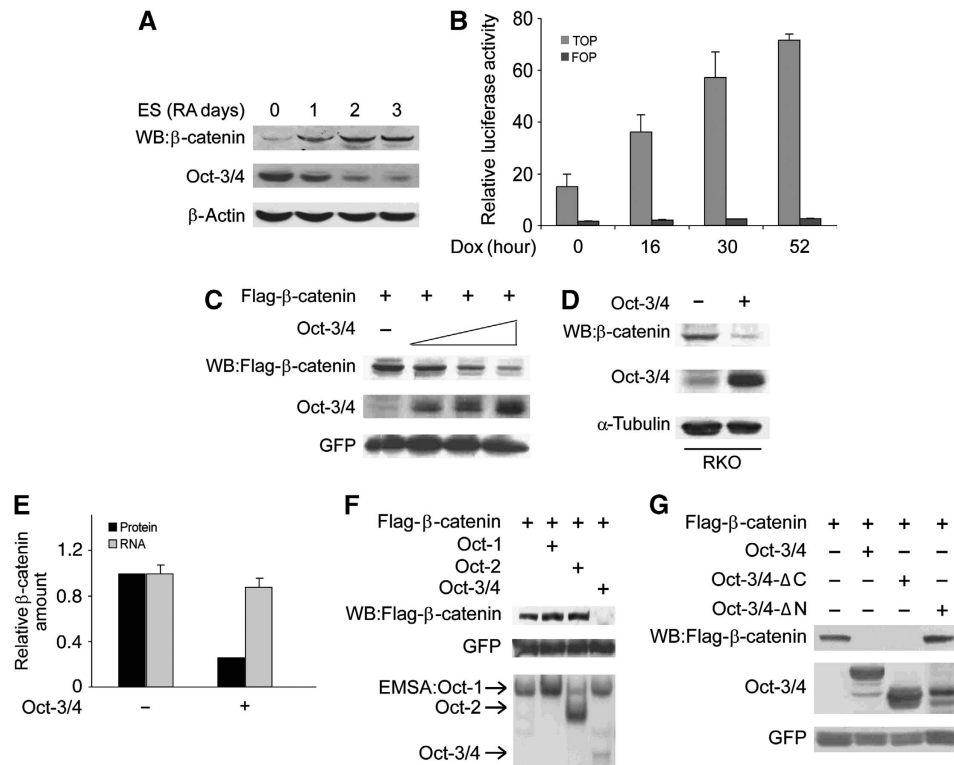 A
ES (RA days) 0 1 2 3
WB:β-catenin
Oct-3/4
β-Actin
B
Relative luciferase activity
80
60
40
20
0
TOP
FOP
0 16 30 52
Dox (hour)
C
Flag-β-catenin + + + +
Oct-3/4 –
WB:Flag-β-catenin
Oct-3/4
GFP
D
Oct-3/4 – +
WB:β-catenin
Oct-3/4
α-Tubulin
RKO
E
Relative β-catenin
amount
Protein
RNA
1.2
0.8
0.4
0
Oct-3/4 – +
F
Flag-β-catenin + + + +
Oct-1 +
Oct-2 +
Oct-3/4 +
WB:Flag-β-catenin
GFP
EMSA:Oct-1
Oct-2
Oct-3/4
G
Flag-β-catenin + + + +
Oct-3/4 – + – –
Oct-3/4-ΔC – – + –
Oct-3/4-ΔN – – – +
WB:Flag-β-catenin
Oct-3/4
GFP